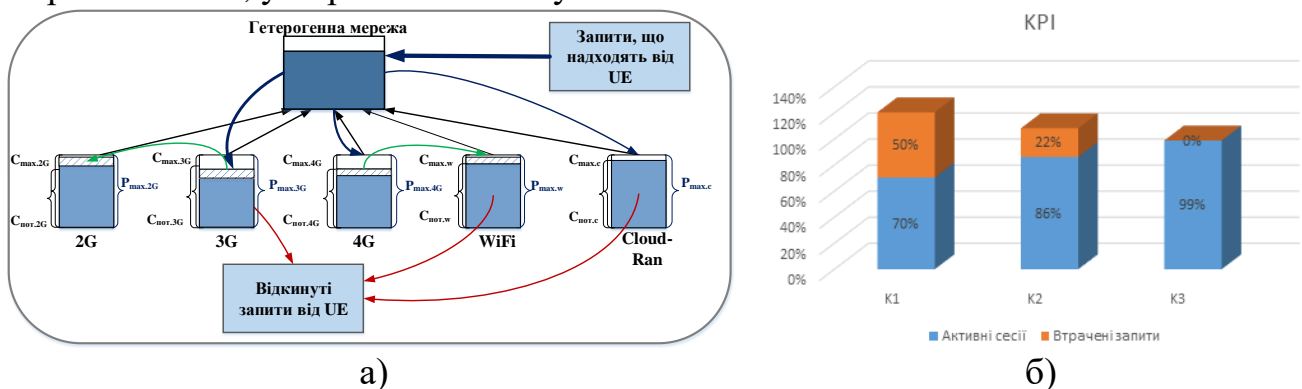 Гетерогенна мережа
Запити, що
надходять від
UE
Cmax.2G
Cпот.2G
Pmax.2G
2G
Cmax.3G
Cпот.3G
Pmax.3G
3G
Cmax.4G
Cпот.4G
Pmax.4G
4G
Cmax.w
Cпот.w
Pmax.w
WiFi
Cmax.c
Cпот.c
Pmax.c
Cloud-
Ran
Відкинуті
запити від UE
а)
KPI
140%
120%
100%
80%
60%
40%
20%
0%
50%
70%
22%
86%
0%
99%
К1
К2
К3
Активні сесії
Втрачені запити
б)